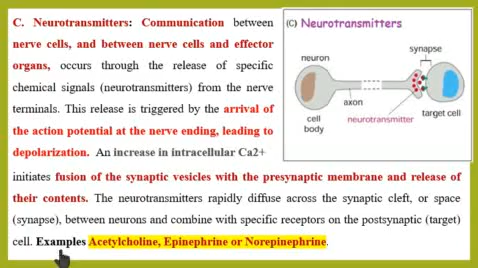 C. Neurotransmitters: Communication between
nerve cells, and between nerve cells and effector
organs, occurs through the release of specific
chemical signals (neurotransmitters) from the nerve
terminals. This release is triggered by the arrival of
the action potential at the nerve ending, leading to
depolarization. An increase in intracellular Ca2+
initiates fusion of the synaptic vesicles with the presynaptic membrane and release of
their contents. The neurotransmitters rapidly diffuse across the synaptic cleft, or space
(synapse), between neurons and combine with specific receptors on the postsynaptic (target)
cell. Examples Acetylcholine, Epinephrine or Norepinephrine.
(C) Neurotransmitters
synapse
neuron
axon
neurotransmitter
target cell
cell
body